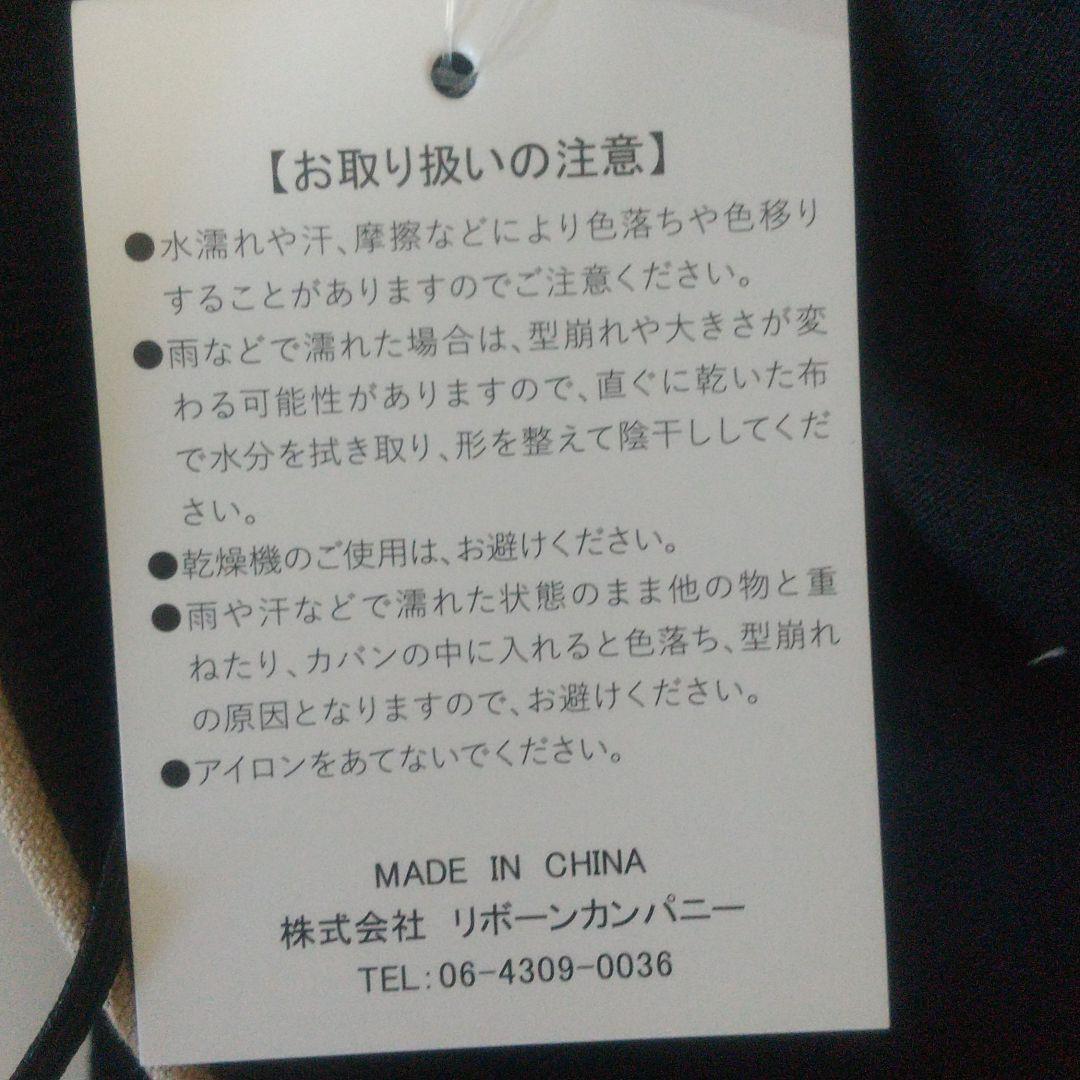 【お取り扱いの注意】
●水濡れや汗、摩擦などにより色落ちや色移り
することがありますのでご注意ください。
●雨などで濡れた場合は、型崩れや大きさが変
わる可能性がありますので、直ぐに乾いた布
で水分を拭き取り、形を整えて陰干ししてくだ
さい。
●乾燥機のご使用は、お避けください。
●雨や汗などで濡れた状態のまま他の物と重
ねたり、カバンの中に入れると色落ち、型崩れ
の原因となりますので、お避けください。
●アイロンをあてないでください。
MADE IN CHINA
株式会社 リボーンカンパニー
TEL:06-4309-0036